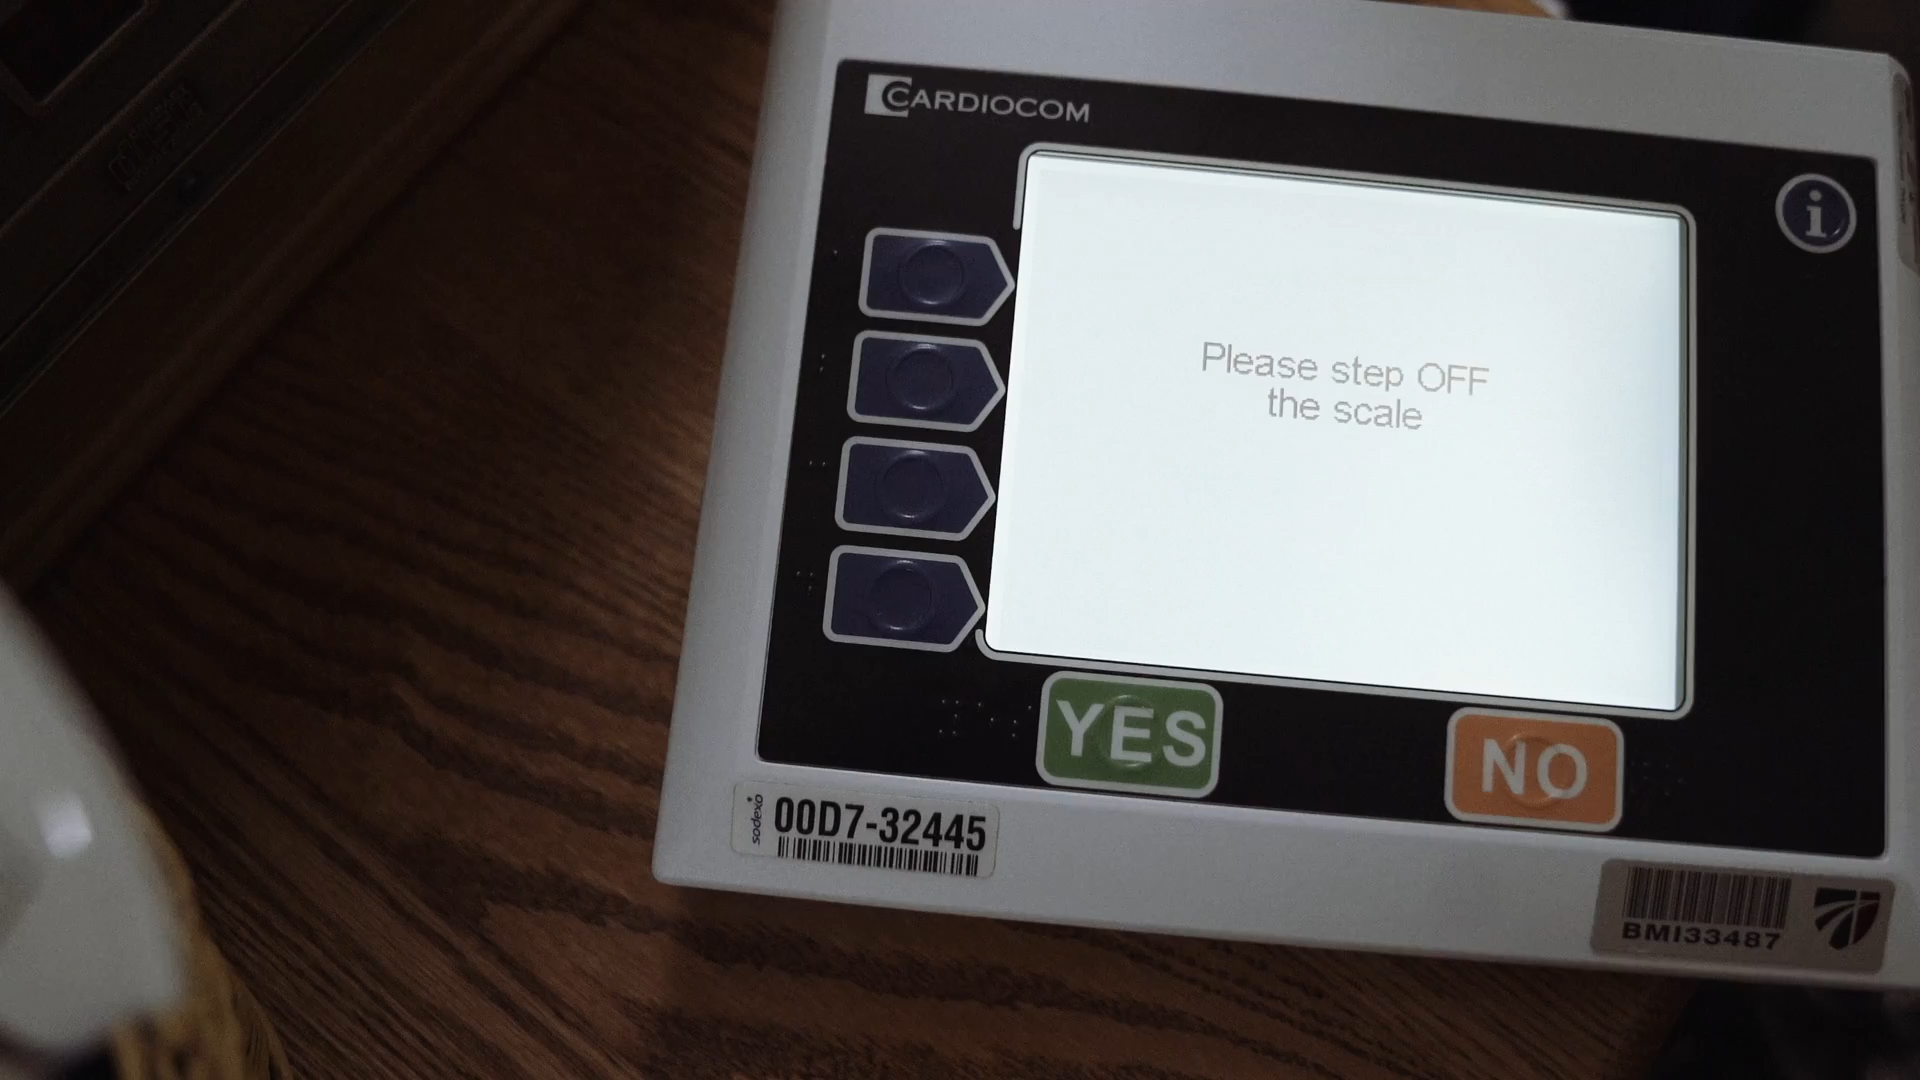 CARDIOCOM
i
Please step OFF
the scale
YES
NO
sodexo
00D7-32445
BMI33487